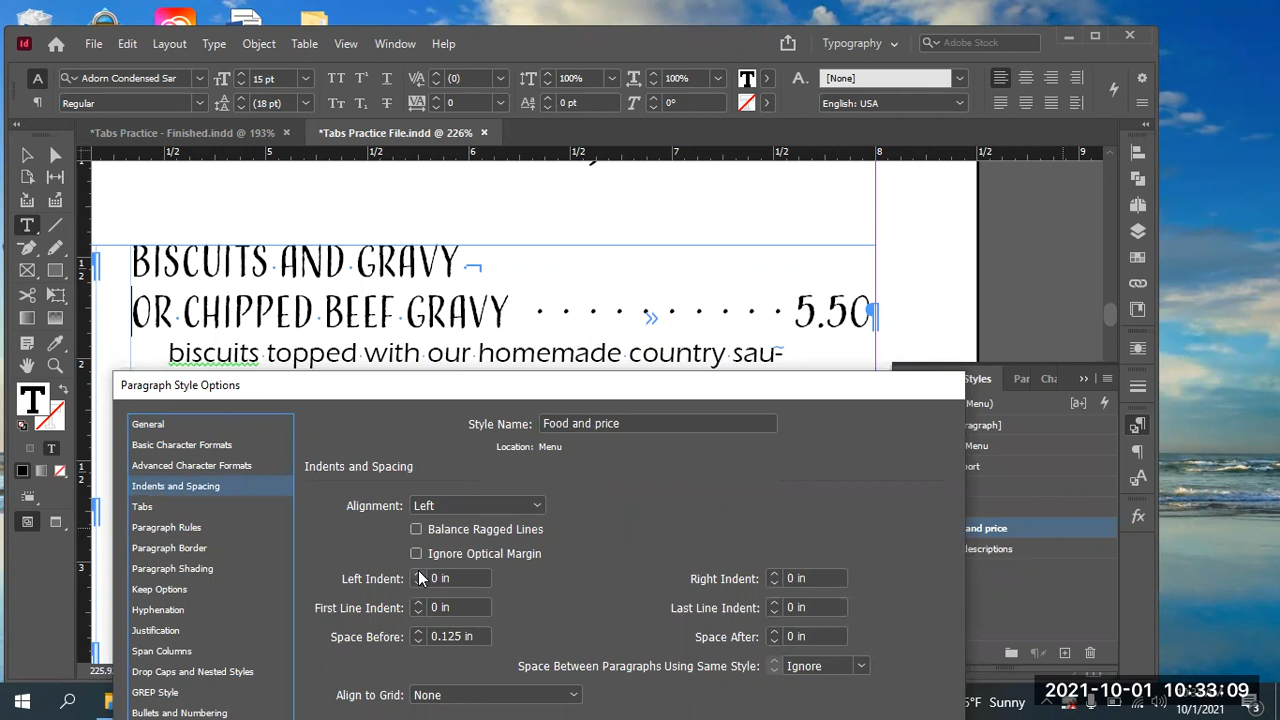 Id File Edit Layout Type Object Table View Window Help Typography Adobe Stock
A Adorn Condensed Sar 15 pt TT (0) 100% 100% T A. [None]
¶ Regular (18 pt) 0 0 pt 0° English: USA
*Tabs Practice - Finished.indd @ 193% *Tabs Practice File.indd @ 226%
1/2 5 1/2 6 1/2 7 1/2 8 1/2 9
BISCUITS AND GRAVY
OR CHIPPED BEEF GRAVY · · · · · · · · · · 5.50
biscuits topped with our homemade country sau-
Paragraph Style Options
General
Basic Character Formats
Advanced Character Formats
Indents and Spacing
Tabs
Paragraph Rules
Paragraph Border
Paragraph Shading
Keep Options
Hyphenation
Justification
Span Columns
Drop Caps and Nested Styles
GREP Style
Bullets and Numbering
Style Name: Food and price
Location: Menu
Indents and Spacing
Alignment: Left
Balance Ragged Lines
Ignore Optical Margin
Left Indent: 0 in Right Indent: 0 in
First Line Indent: 0 in Last Line Indent: 0 in
Space Before: 0.125 in Space After: 0 in
Space Between Paragraphs Using Same Style: Ignore
Align to Grid: None
Styles Par Cha
Menu)
agraph]
Menu
port
and price
descriptions
225.9
°F Sunny
2021-10-01 10:33:09
10/1/2021